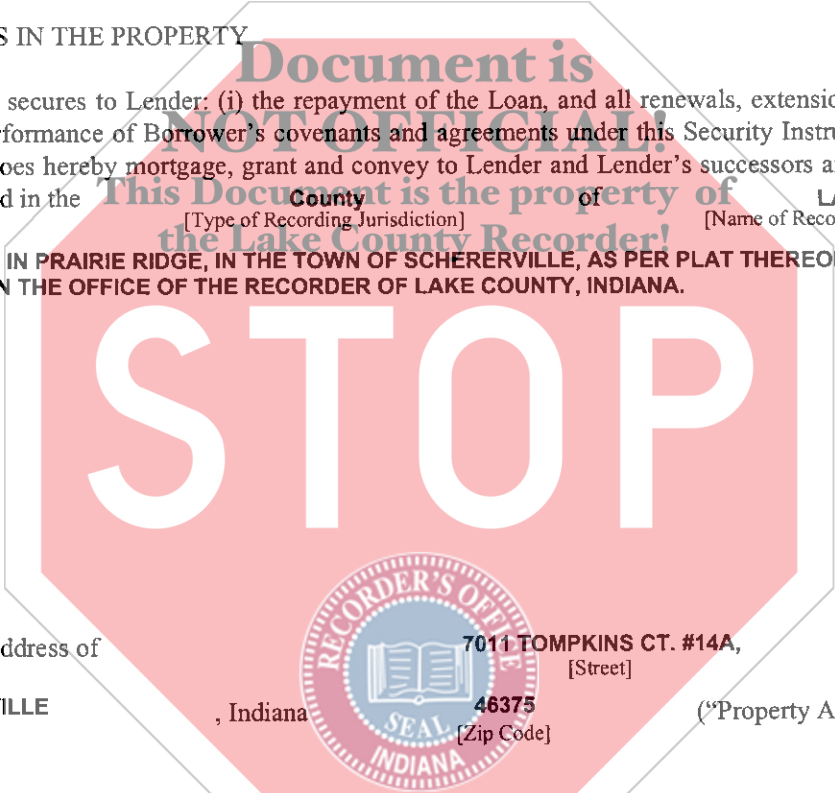 S IN THE PROPERTY
Document is
secures to Lender: (i) the repayment of the Loan, and all renewals, extensio
NOT OFFICIAL!
rformance of Borrower's covenants and agreements under this Security Instru
oes hereby mortgage, grant and convey to Lender and Lender's successors a
d in the County of LA
This Document is the property of
[Type of Recording Jurisdiction] [Name of Reco
the Lake County Recorder!
IN PRAIRIE RIDGE, IN THE TOWN OF SCHERERVILLE, AS PER PLAT THEREO
N THE OFFICE OF THE RECORDER OF LAKE COUNTY, INDIANA.
STOP
RECORDER'S OFFICE
ddress of 7011 TOMPKINS CT. #14A,
[Street]
ILLE , Indiana 46375 ("Property A
SEAL
[Zip Code]
INDIANA